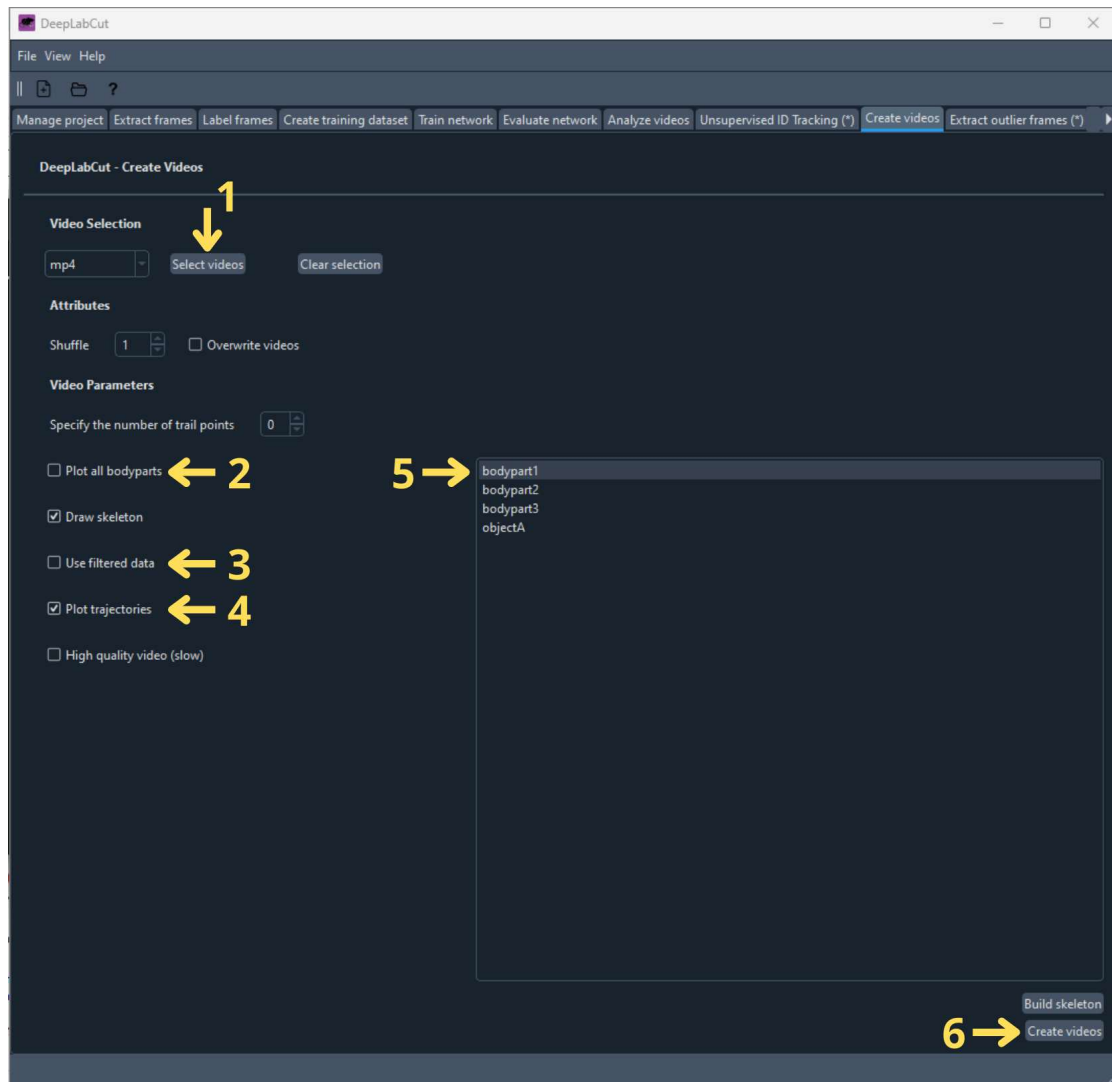 DeepLabCut
File View Help
?
Manage project Extract frames Label frames Create training dataset Train network Evaluate network Analyze videos Unsupervised ID Tracking (*) Create videos Extract outlier frames (*)
DeepLabCut - Create Videos
1
Video Selection
mp4 Select videos Clear selection
Attributes
Shuffle 1 Overwrite videos
Video Parameters
Specify the number of trail points 0
Plot all bodyparts 2 5 bodypart1
bodypart2
bodypart3
Draw skeleton
objectA
Use filtered data 3
Plot trajectories 4
High quality video (slow)
Build skeleton
6 Create videos